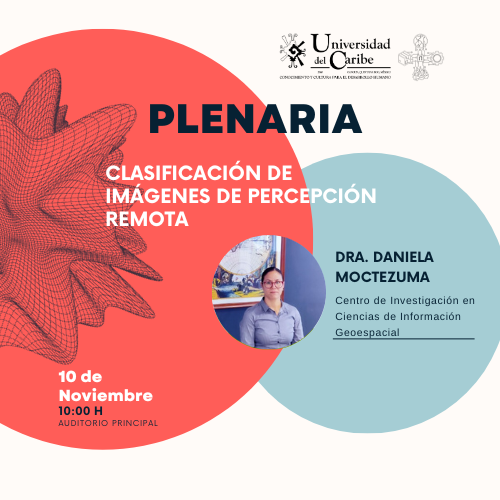 Universidad
del Caribe
CONOCIMIENTO Y CULTURA PARA EL DESARROLLO HUMANO
PLENARIA
CLASIFICACIÓN DE
IMÁGENES DE PERCEPCIÓN
REMOTA
DRA. DANIELA
MOCTEZUMA
Centro de Investigación en
Ciencias de Información
Geoespacial
10 de
Noviembre
10:00 H
AUDITORIO PRINCIPAL